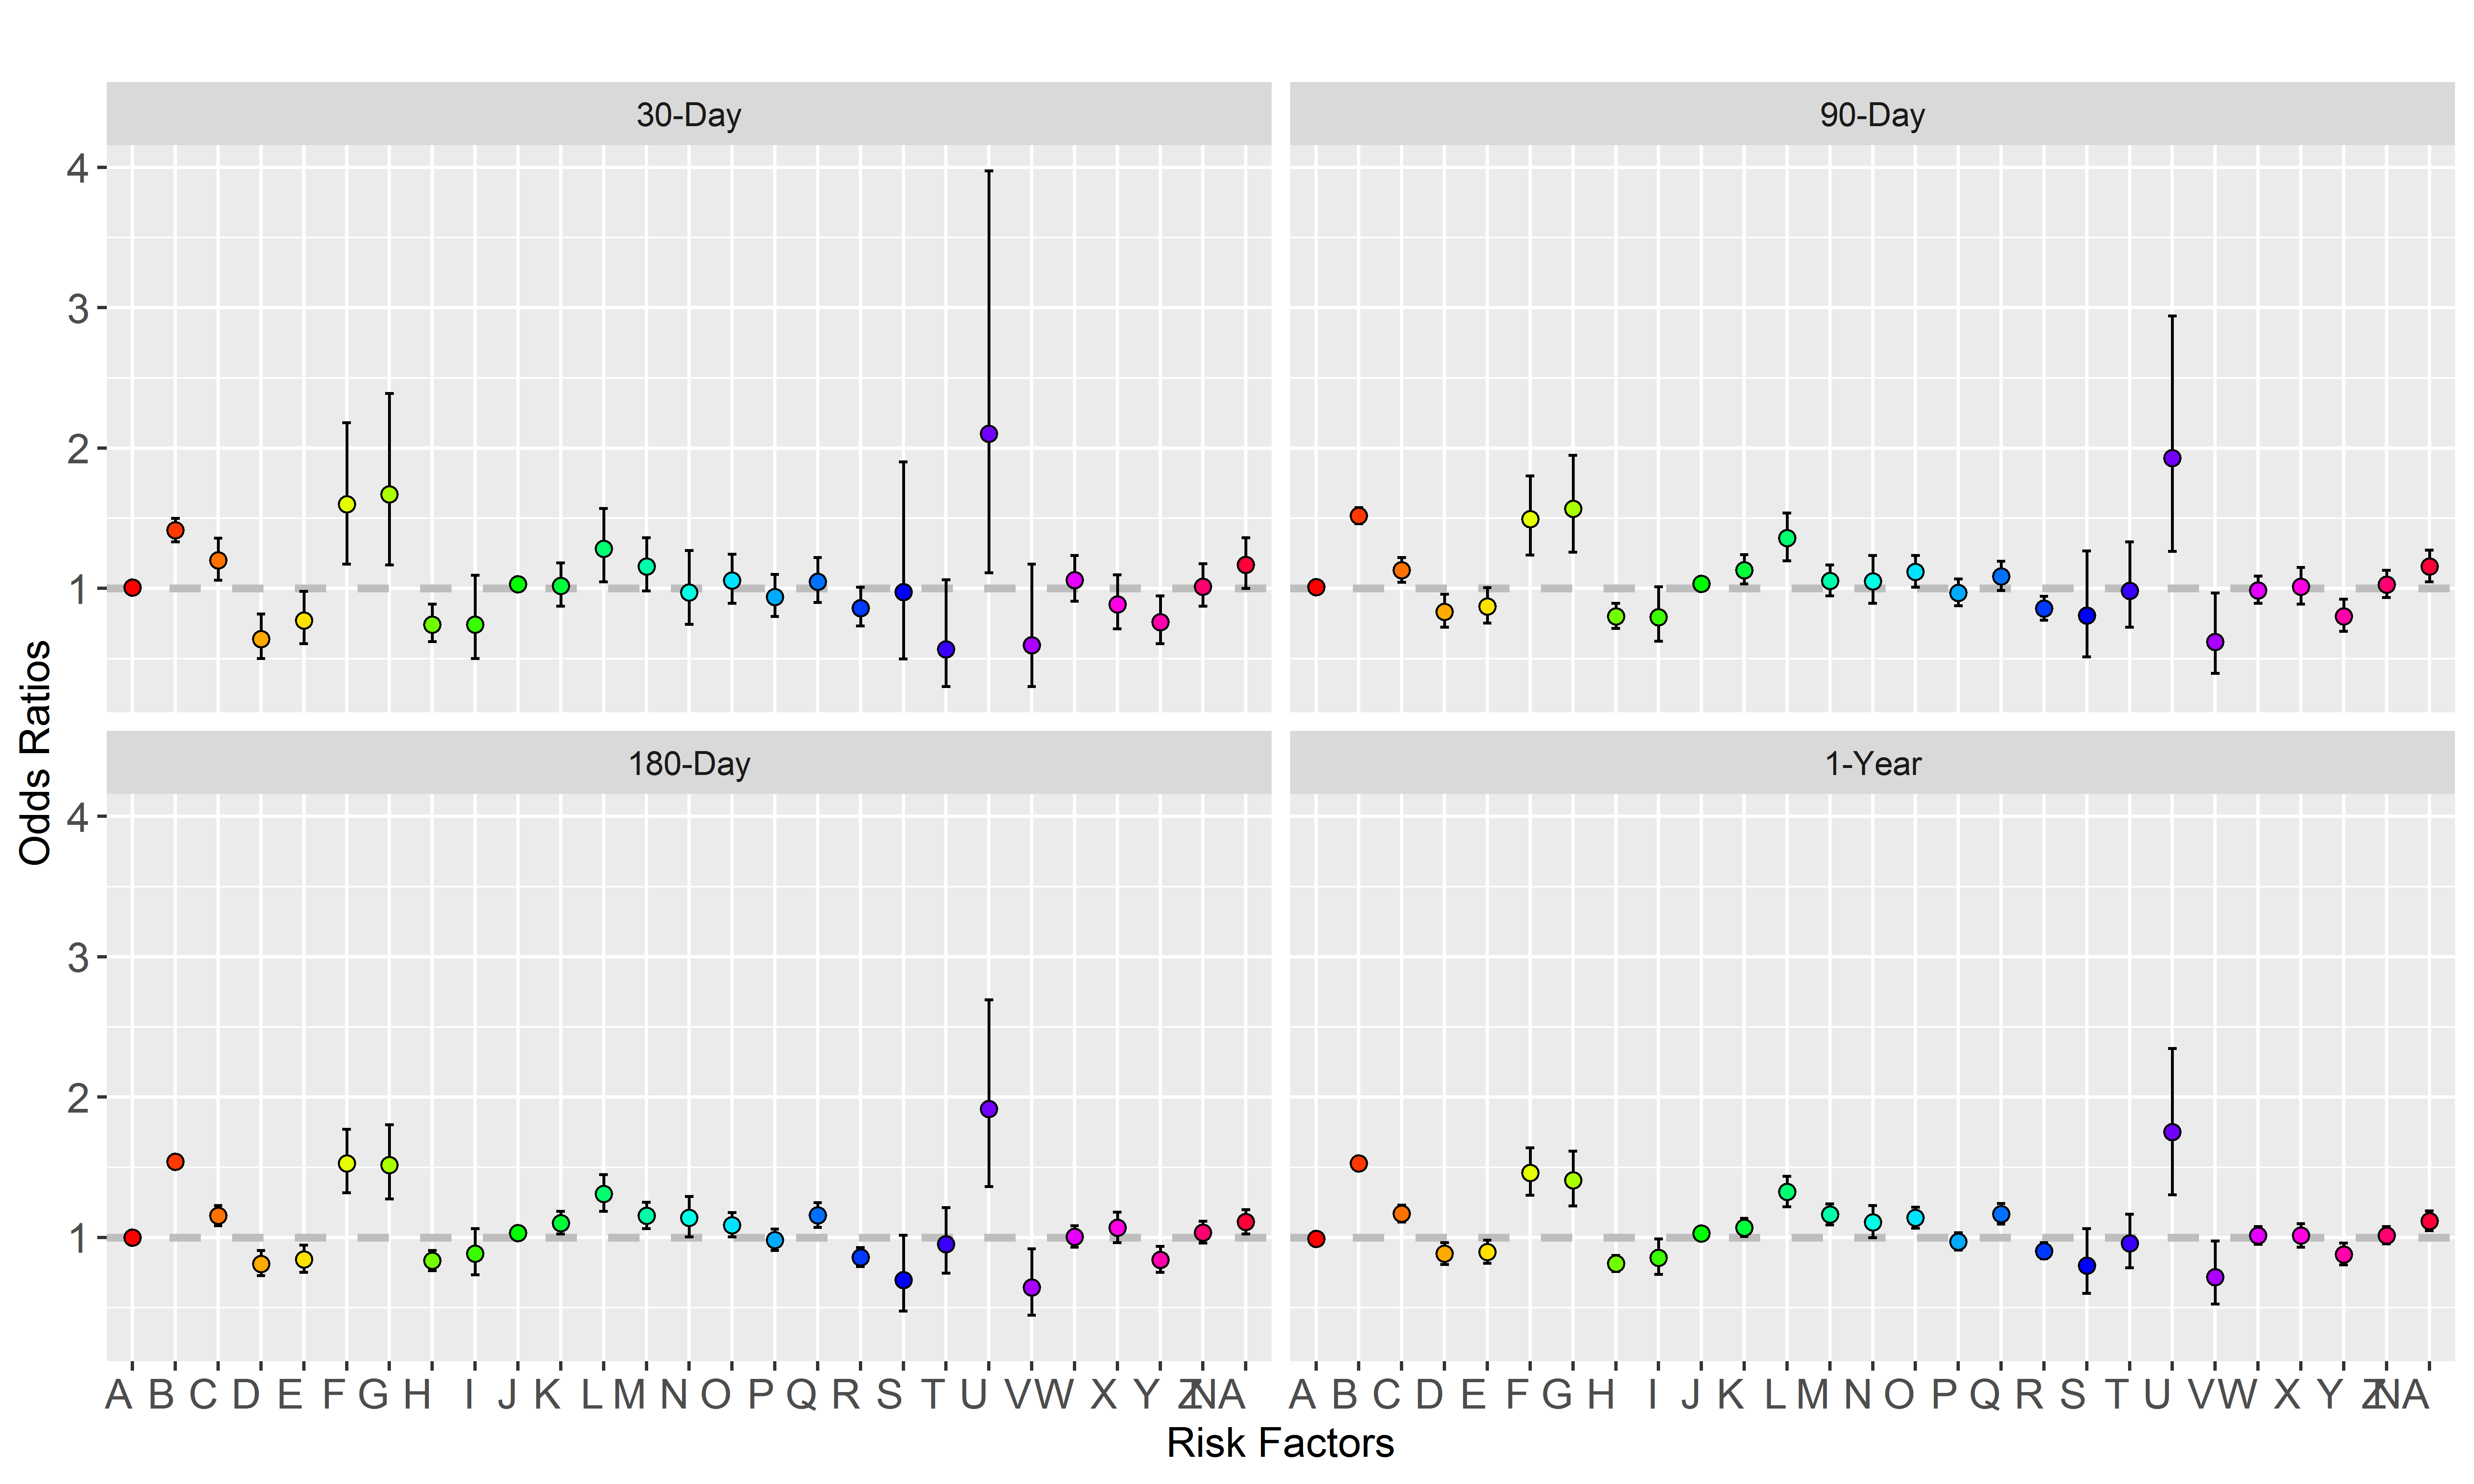 30-Day
90-Day
4
3
2
1
Odds Ratios
180-Day
1-Year
4
3
2
1
A B C D E F G H I J K L M N O P Q R S T U V W X Y Z NA
A B C D E F G H I J K L M N O P Q R S T U V W X Y Z NA
Risk Factors